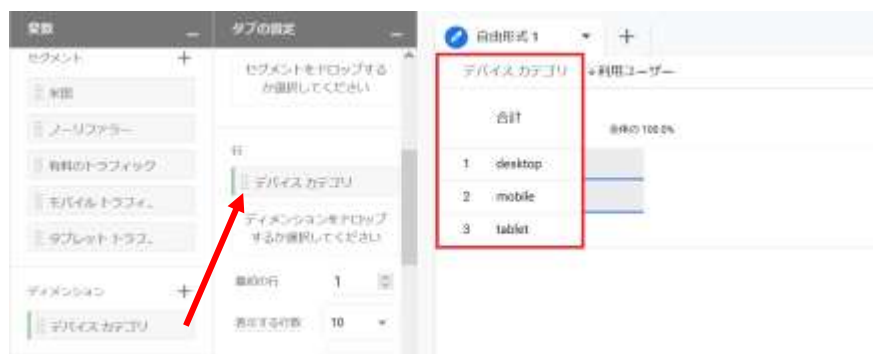 変数
セグメント
米国
ノーリファラー
有料のトラフィック
モバイル トラフィ..
タブレット トラフ..
ディメンション
デバイス カテゴリ
タブの設定
セグメントをドロップする
か選択してください
行
デバイス カテゴリ
ディメンションをドロップ
するか選択してください
最初の行 1
表示する行数 10
自由形式 1
デバイス カテゴリ ↓利用ユーザー
合計
全体の 100.0%
1 desktop
2 mobile
3 tablet